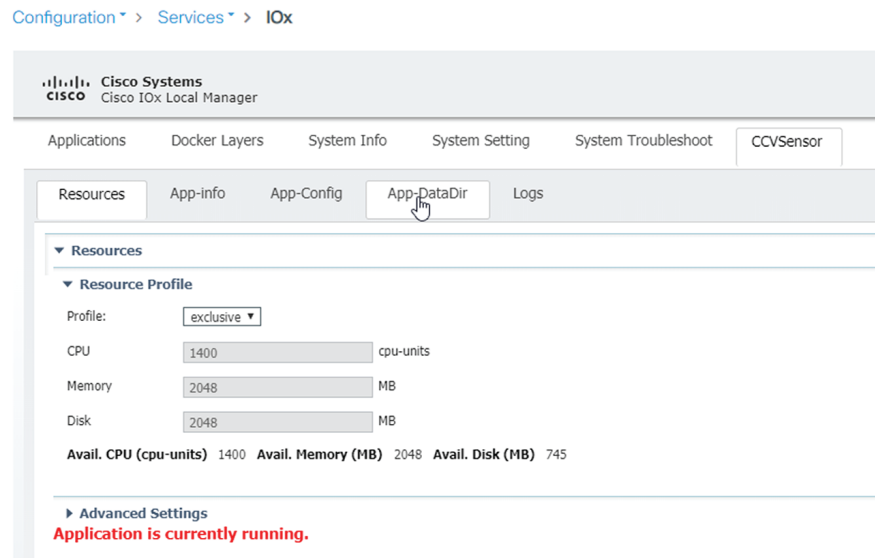 Configuration > Services > IOx
Cisco Systems
CISCO Cisco IOx Local Manager
Applications Docker Layers System Info System Setting System Troubleshoot CCVSensor
Resources App-info App-Config App-DataDir Logs
Resources
Resource Profile
Profile: exclusive
CPU 1400 cpu-units
Memory 2048 MB
Disk 2048 MB
Avail. CPU (cpu-units) 1400 Avail. Memory (MB) 2048 Avail. Disk (MB) 745
Advanced Settings
Application is currently running.